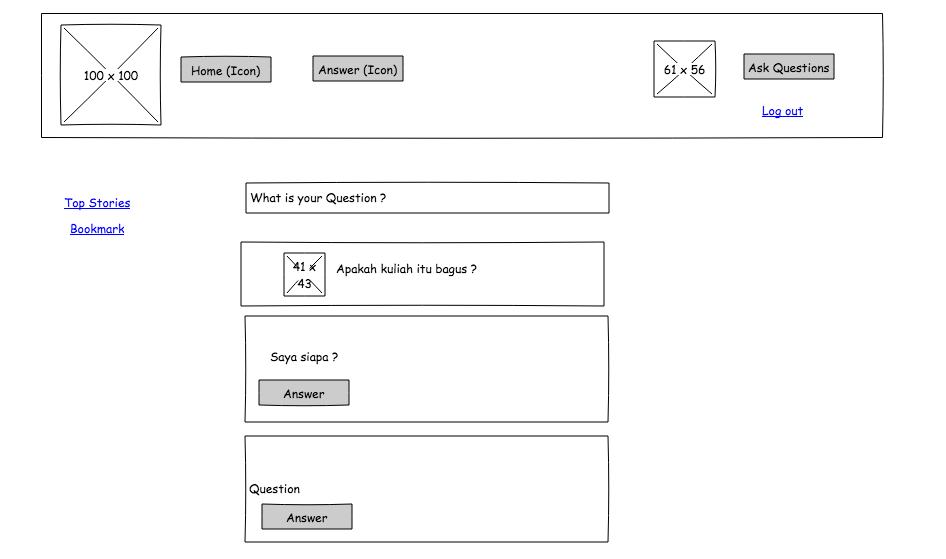 100 x 100
Home (Icon)
Answer (Icon)
61 x 56
Ask Questions
Log out
Top Stories
Bookmark
What is your Question ?
41 x
43
Apakah kuliah itu bagus ?
Saya siapa ?
Answer
Question
Answer